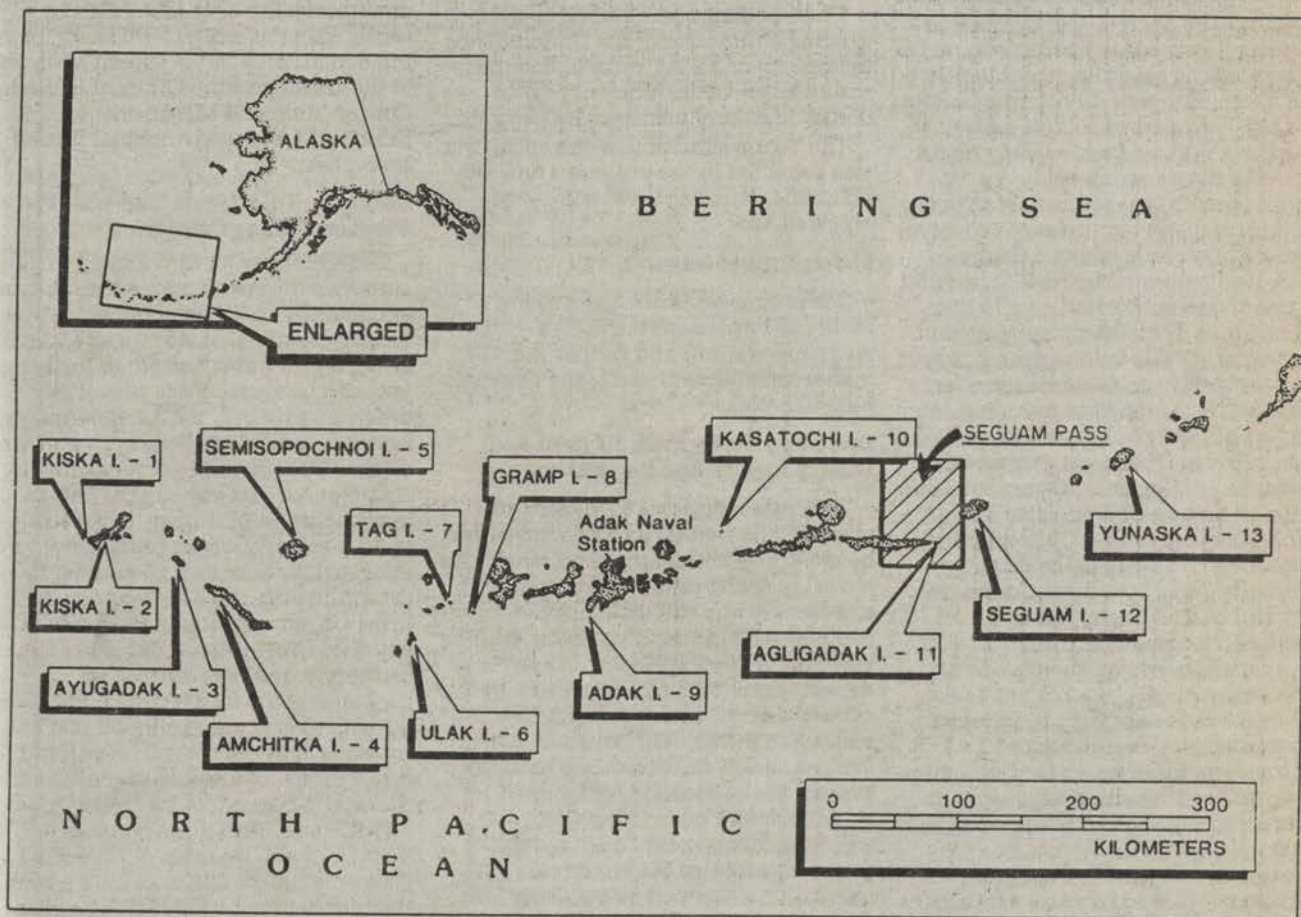 ALASKA
BERING SEA
ENLARGED
KISKA I. - 1
SEMISOPOCHNOI I. - 5
KASATOCHI I. - 10
SEGUAM PASS
GRAMP I. - 8
TAG I. - 7
Adak Naval
Station
YUNASKA I. - 13
KISKA I. - 2
SEGUAM I. - 12
AYUGADAK I. - 3
AGLIGADAK I. - 11
ADAK I. - 9
AMCHITKA I. - 4
ULAK I. - 6
0 100 200 300
KILOMETERS
NORTH PACIFIC
OCEAN